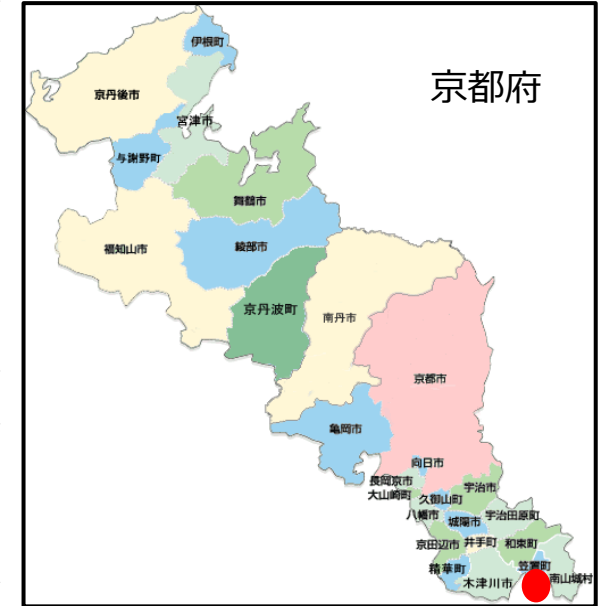 京都府
伊根町
京丹後市
宮津市
与謝野町
舞鶴市
福知山市
綾部市
京丹波町
南丹市
京都市
亀岡市
向日市
長岡京市
大山崎町
宇治市
久御山町
八幡市
城陽市
宇治田原町
京田辺市
井手町
和束町
精華町
笠置町
木津川市
南山城村